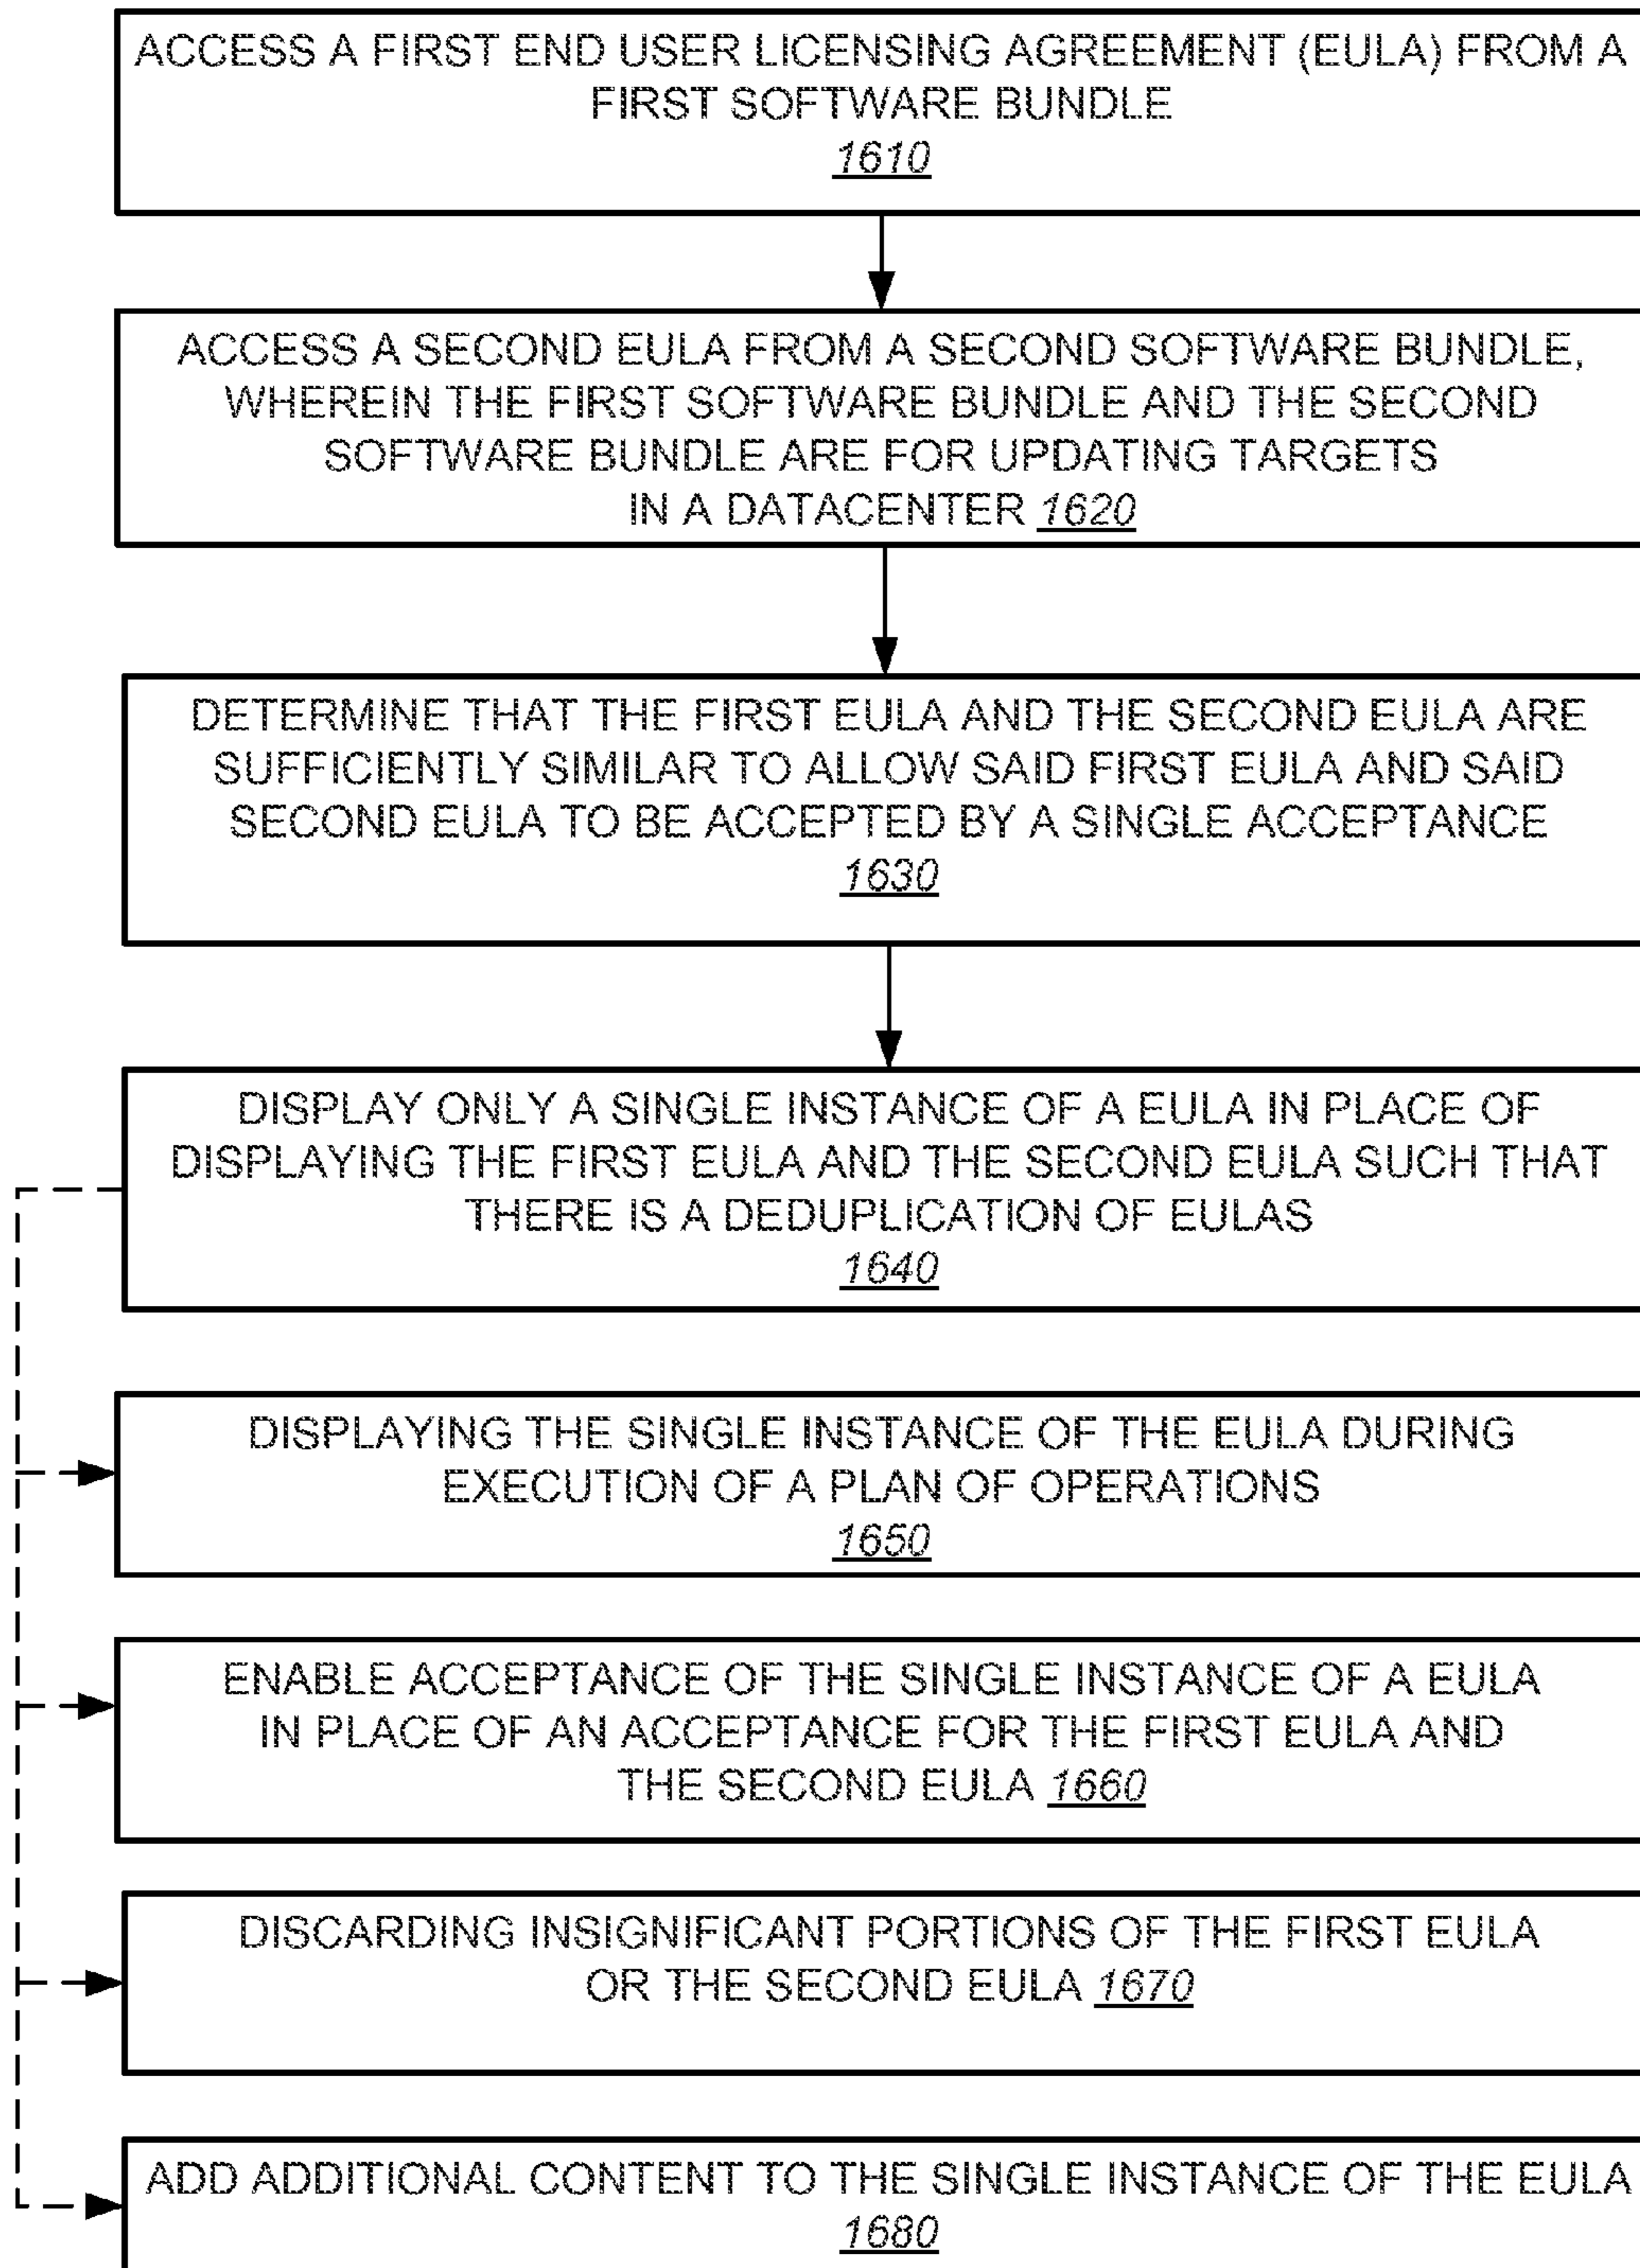 ACCESS A FIRST END USER LICENSING AGREEMENT (EULA) FROM A
FIRST SOFTWARE BUNDLE
1610
ACCESS A SECOND EULA FROM A SECOND SOFTWARE BUNDLE,
WHEREIN THE FIRST SOFTWARE BUNDLE AND THE SECOND
SOFTWARE BUNDLE ARE FOR UPDATING TARGETS
IN A DATACENTER 1620
DETERMINE THAT THE FIRST EULA AND THE SECOND EULA ARE
SUFFICIENTLY SIMILAR TO ALLOW SAID FIRST EULA AND SAID
SECOND EULA TO BE ACCEPTED BY A SINGLE ACCEPTANCE
1630
DISPLAY ONLY A SINGLE INSTANCE OF A EULA IN PLACE OF
DISPLAYING THE FIRST EULA AND THE SECOND EULA SUCH THAT
THERE IS A DEDUPLICATION OF EULAS
1640
DISPLAYING THE SINGLE INSTANCE OF THE EULA DURING
EXECUTION OF A PLAN OF OPERATIONS
1650
ENABLE ACCEPTANCE OF THE SINGLE INSTANCE OF A EULA
IN PLACE OF AN ACCEPTANCE FOR THE FIRST EULA AND
THE SECOND EULA 1660
DISCARDING INSIGNIFICANT PORTIONS OF THE FIRST EULA
OR THE SECOND EULA 1670
ADD ADDITIONAL CONTENT TO THE SINGLE INSTANCE OF THE EULA
1680